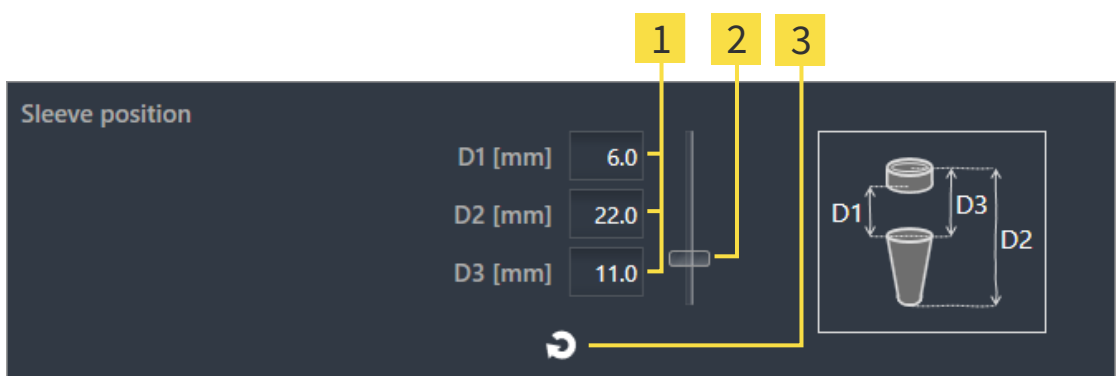 1 2 3
Sleeve position
D1 [mm] 6.0
D2 [mm] 22.0
D3 [mm] 11.0
D1
D3
D2